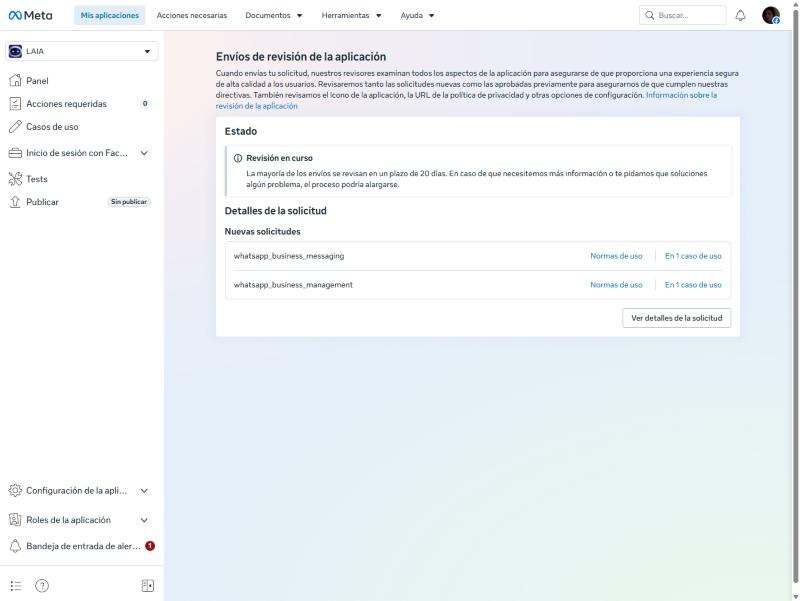 Meta
Mis aplicaciones
Acciones necesarias
Documentos
Herramientas
Ayuda
Buscar...
LAIA
Panel
Acciones requeridas
0
Casos de uso
Inicio de sesión con Fac...
Tests
Publicar
Sin publicar
Envíos de revisión de la aplicación
Cuando envías tu solicitud, nuestros revisores examinan todos los aspectos de la aplicación para asegurarse de que proporciona una experiencia segura
de alta calidad a los usuarios. Revisaremos tanto las solicitudes nuevas como las aprobadas previamente para asegurarnos de que cumplen nuestras
directivas. También revisamos el icono de la aplicación, la URL de la política de privacidad y otras opciones de configuración. Información sobre la
revisión de la aplicación
Estado
Revisión en curso
La mayoría de los envíos se revisan en un plazo de 20 días. En caso de que necesitemos más información o te pidamos que soluciones
algún problema, el proceso podría alargarse.
Detalles de la solicitud
Nuevas solicitudes
whatsapp_business_messaging
Normas de uso
En 1 caso de uso
whatsapp_business_management
Normas de uso
En 1 caso de uso
Ver detalles de la solicitud
Configuración de la apli...
Roles de la aplicación
Bandeja de entrada de aler...
1